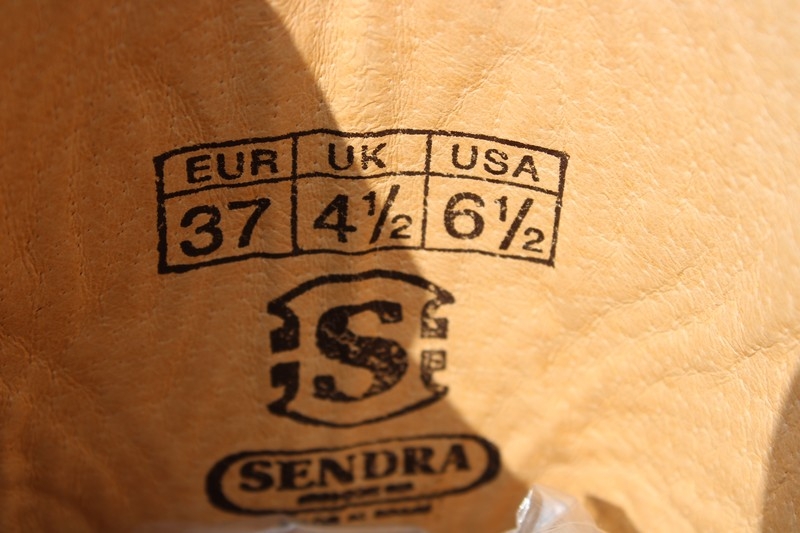 EUR UK USA
37 4½ 6½
S
SENDRA